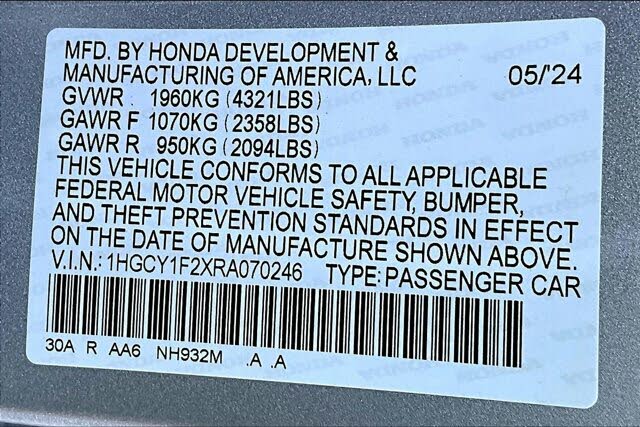 MFD. BY HONDA DEVELOPMENT &
MANUFACTURING OF AMERICA, LLC 05/'24
GVWR 1960KG (4321LBS)
GAWR F 1070KG (2358LBS)
GAWR R 950KG (2094LBS)
THIS VEHICLE CONFORMS TO ALL APPLICABLE
FEDERAL MOTOR VEHICLE SAFETY, BUMPER,
AND THEFT PREVENTION STANDARDS IN EFFECT
ON THE DATE OF MANUFACTURE SHOWN ABOVE.
V.I.N.: 1HGCY1F2XRA070246 TYPE: PASSENGER CAR
30A R AA6 NH932M .A .A